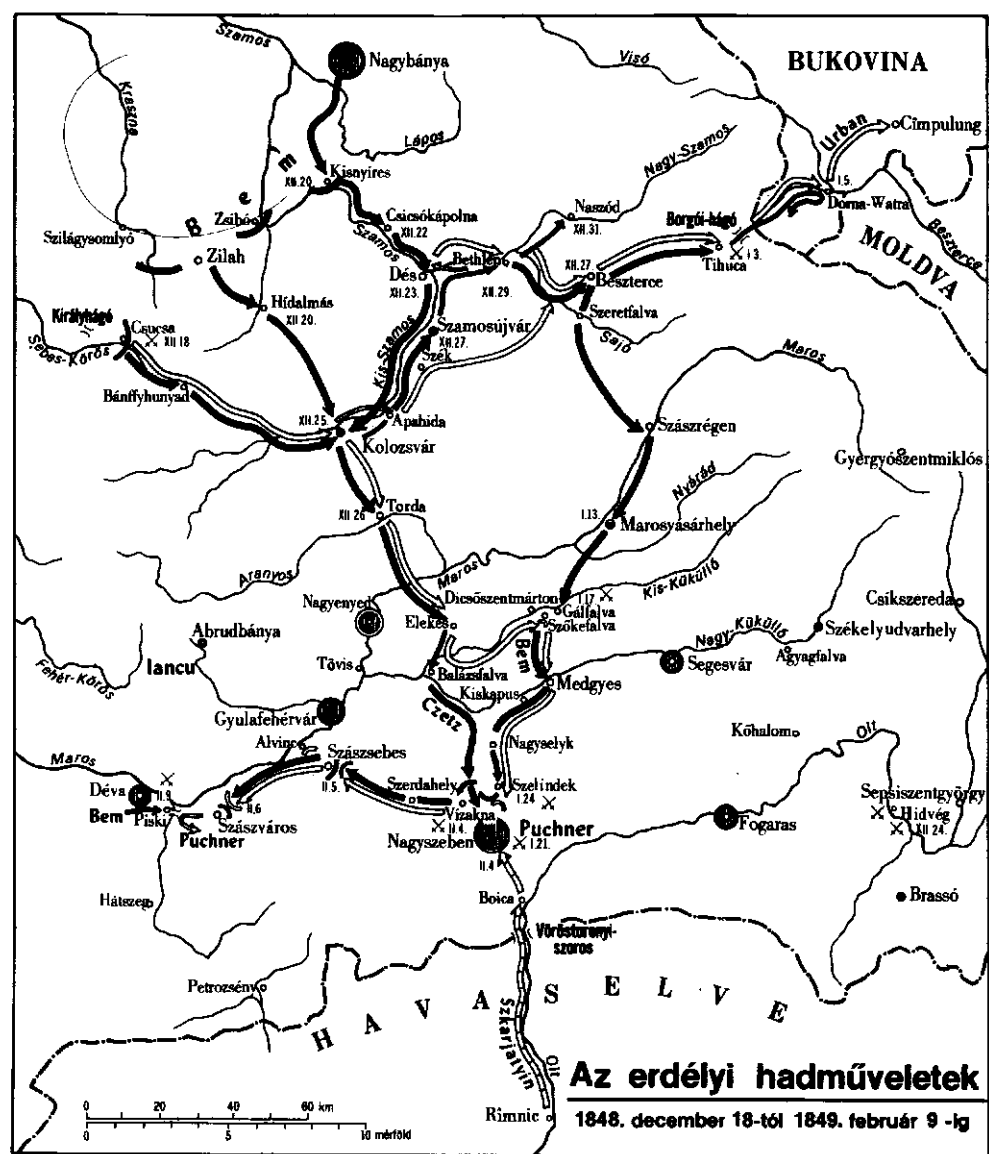 Szamos
Nagybánya
Visó
BUKOVINA
Kraszna
Lápos
Urban
Cîmpulung
Nagy-Szamos
Kisnyíres
XII.20.
Bem
Csicsókápolna
XII.22
Zsibó
Szilágysomlyó
Zilah
Szamos
Naszód
XII.31.
Borgói-hágó
I.5.
Dorna-Watra
Beszterce
MOLDVA
Tihuca
I 3.
Dés
XII.23.
Bethlen
XII.29.
XII.27.
Beszterce
Hídalmás
XII 20.
Szeretfalva
Sajó
Királyhágó
Csucsa
XII 18
Sebes-Körös
Kis-Szamos
Szamosújvár
XII.27.
Szék
Maros
Bánffyhunyad
XII.25.
Apahida
Kolozsvár
Szászrégen
Gyergyószentmiklós
Nyárád
XII 26
Torda
I.13.
Marosvásárhely
Aranyos
Maros
Kis-Küküllő
Dicsőszentmárton
I.17
Gálfalva
Szőkefalva
Nagyenyed
Elekes
Csíkszereda
Abrudbánya
Nagy Küküllő
Székelyudvarhely
Agyagfalva
Iancu
Bem
Segesvár
Fehér-Körös
Tövis
Balázsfalva
Medgyes
Kiskapus
Czetz
Gyulafehérvár
Kőhalom
Olt
Alvinc
Nagyselyk
Maros
Szászsebes
II.5.
Szerdahely
Szelindek
I.24
Sepsiszentgyörgy
Déva
II.9.
II.6
Vizakna
II.4.
Bem
Piski
Szászváros
Puchner
Nagyszeben
Puchner
I.21.
II.4
Fogaras
Hidvég
XII 24.
Hátszeg
Boica
Brassó
Vöröstoronyi-
szoros
Petrozsény
HAVASELVE
Szkarjatyin
Olt
Rîmnic
Az erdélyi hadműveletek
1848. december 18-tól 1849. február 9 -ig
0 20 40 60 km
0 5 10 mérföld